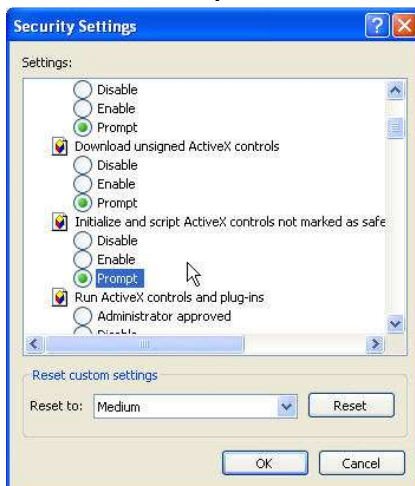 Security Settings
Settings:
Disable
Enable
Prompt
Download unsigned ActiveX controls
Disable
Enable
Prompt
Initialize and script ActiveX controls not marked as safe
Disable
Enable
Prompt
Run ActiveX controls and plug-ins
Administrator approved
Disable
Reset custom settings
Reset to: Medium Reset
OK Cancel